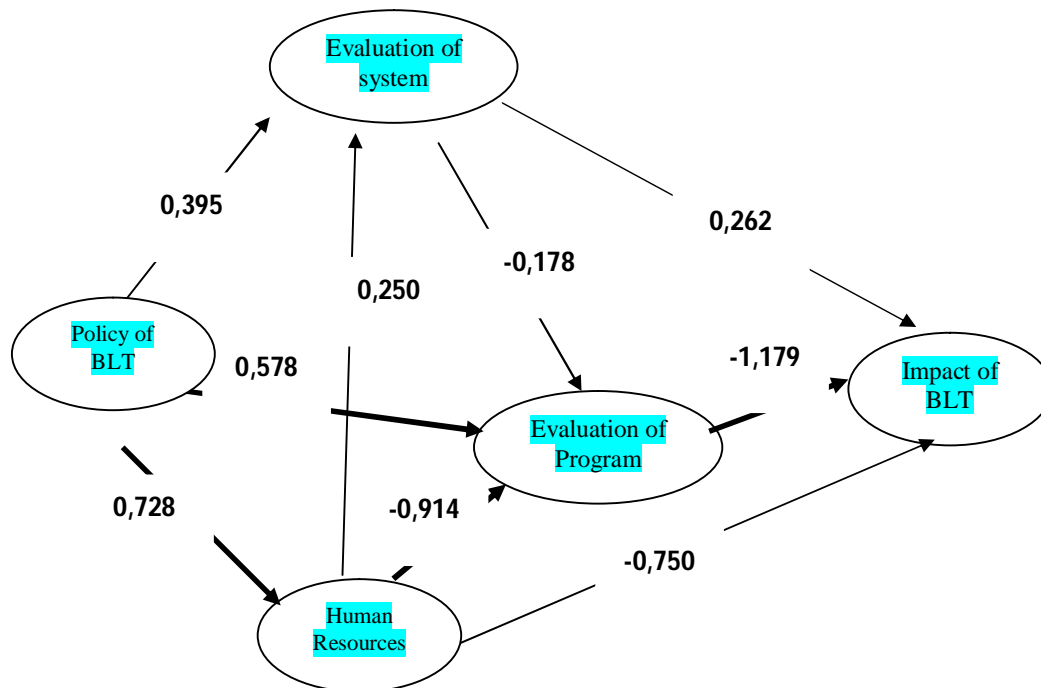 Evaluation of
system
0,395
0,262
-0,178
0,250
Policy of
BLT
0,578
-1,179
Impact of
BLT
Evaluation of
Program
0,728
-0,914
-0,750
Human
Resources